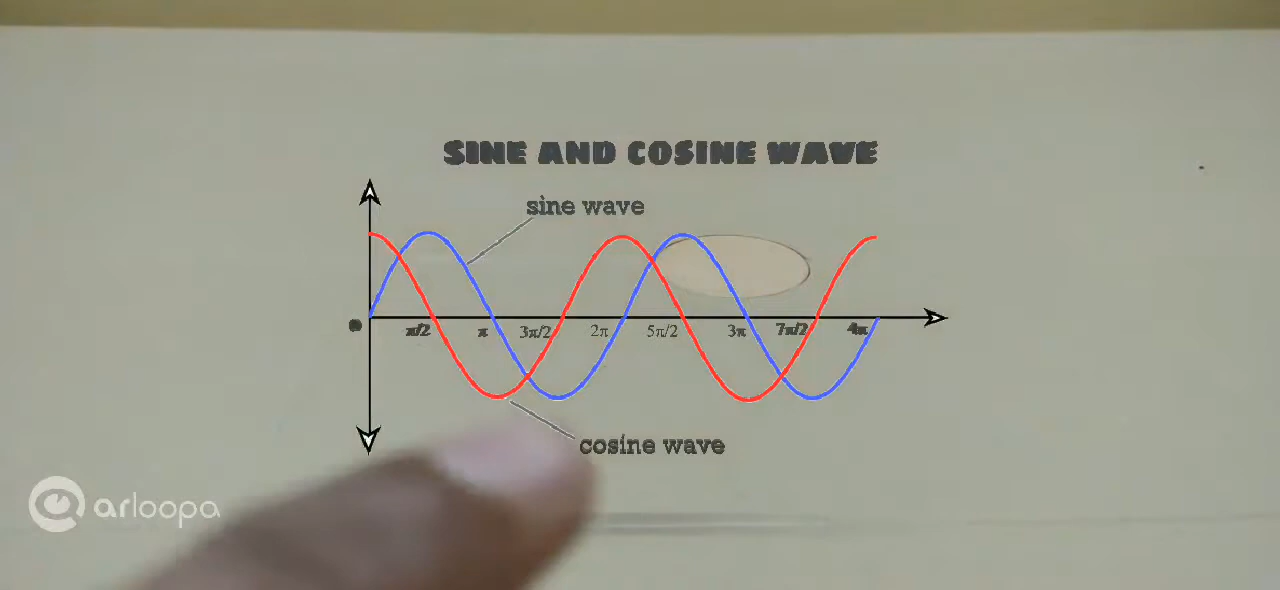 SINE AND COSINE WAVE
sine wave
0
π/2 π 3π/2 2π 5π/2 3π 7π/2 4π
cosine wave
arloopa